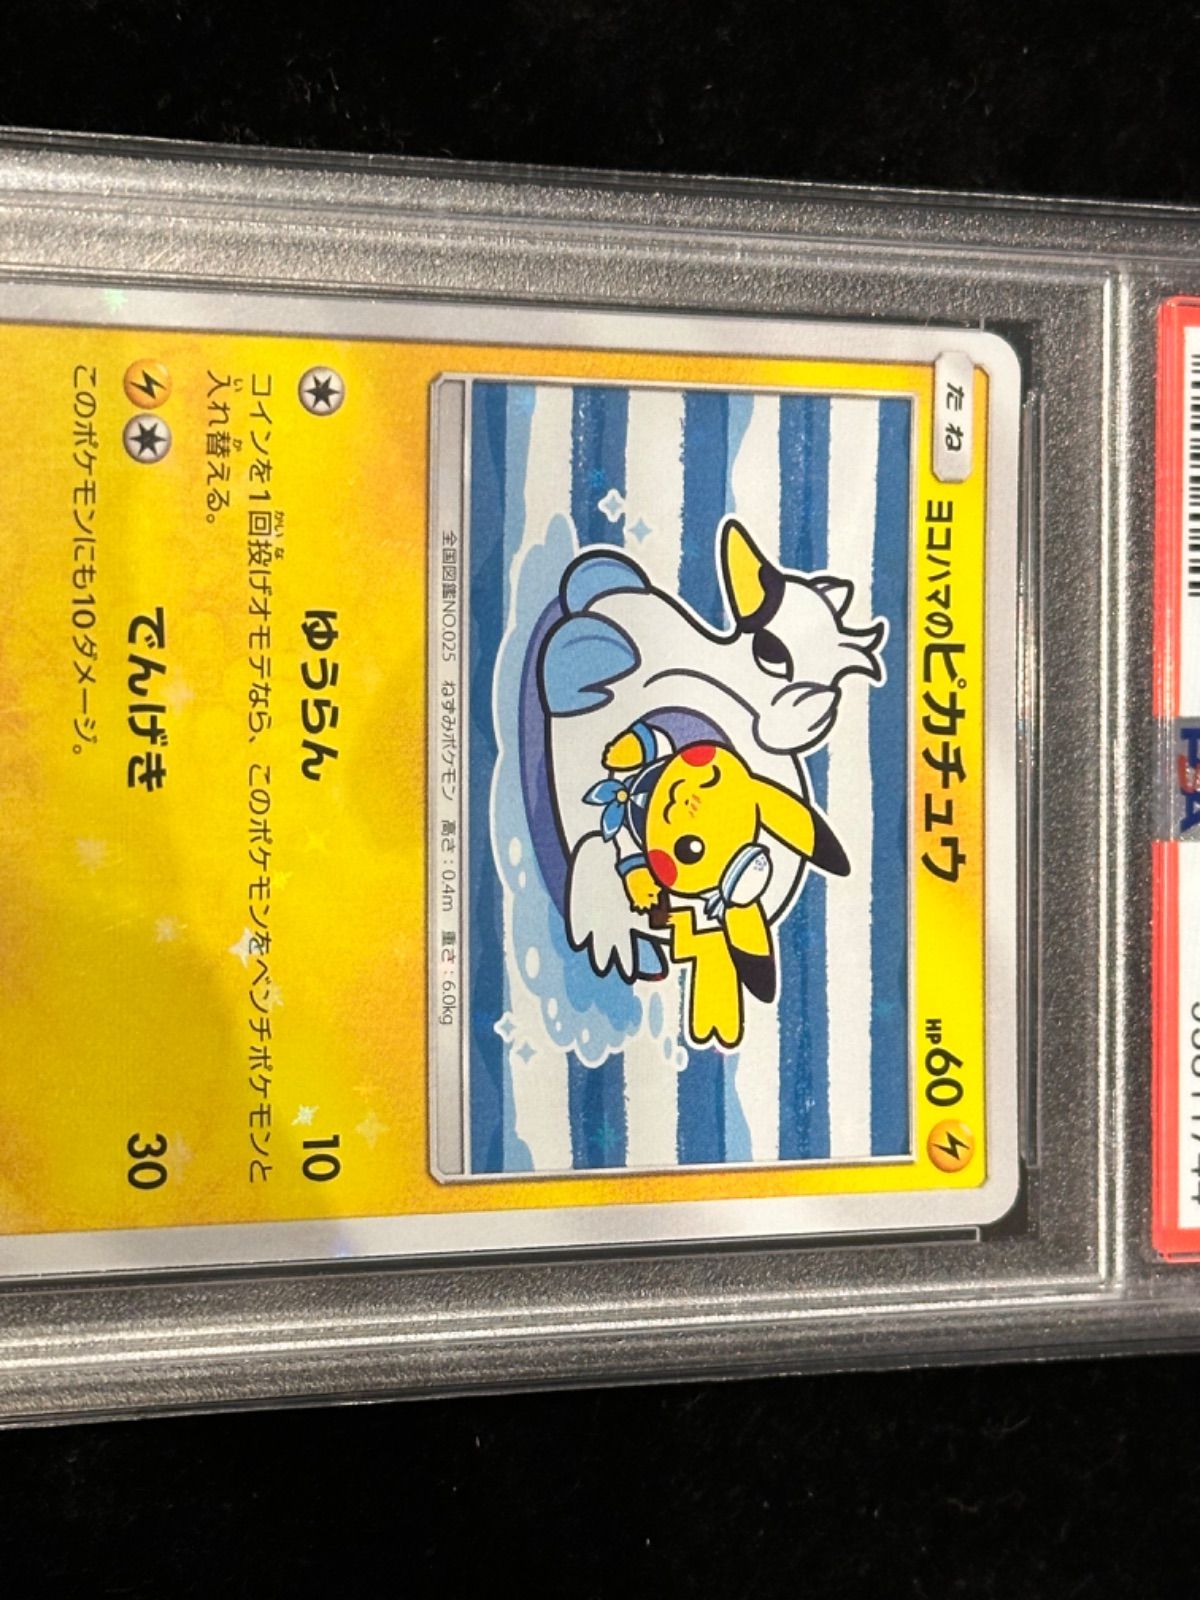 PSA
たね
ヨコハマのピカチュウ
HP60
全国図鑑NO.025 ねずみポケモン 高さ：0.4m 重さ：6.0kg
ゆうらん 10
コインを1回投げオモテなら、このポケモンをベンチポケモンと
入れ替える。
でんげき 30
このポケモンにも10ダメージ。